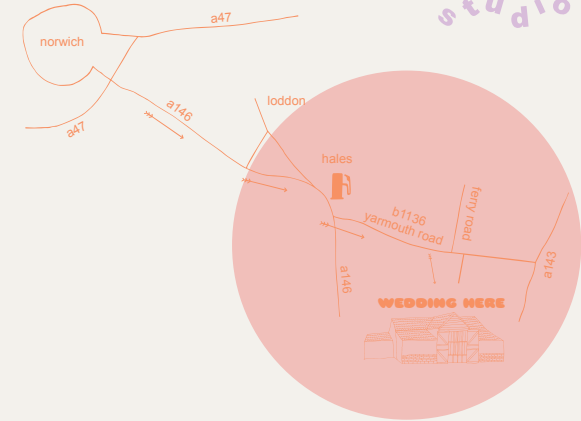 studio
a47
norwich
a47
a146
loddon
hales
b1136
yarmouth road
ferry road
a143
a146
WEDDING HERE